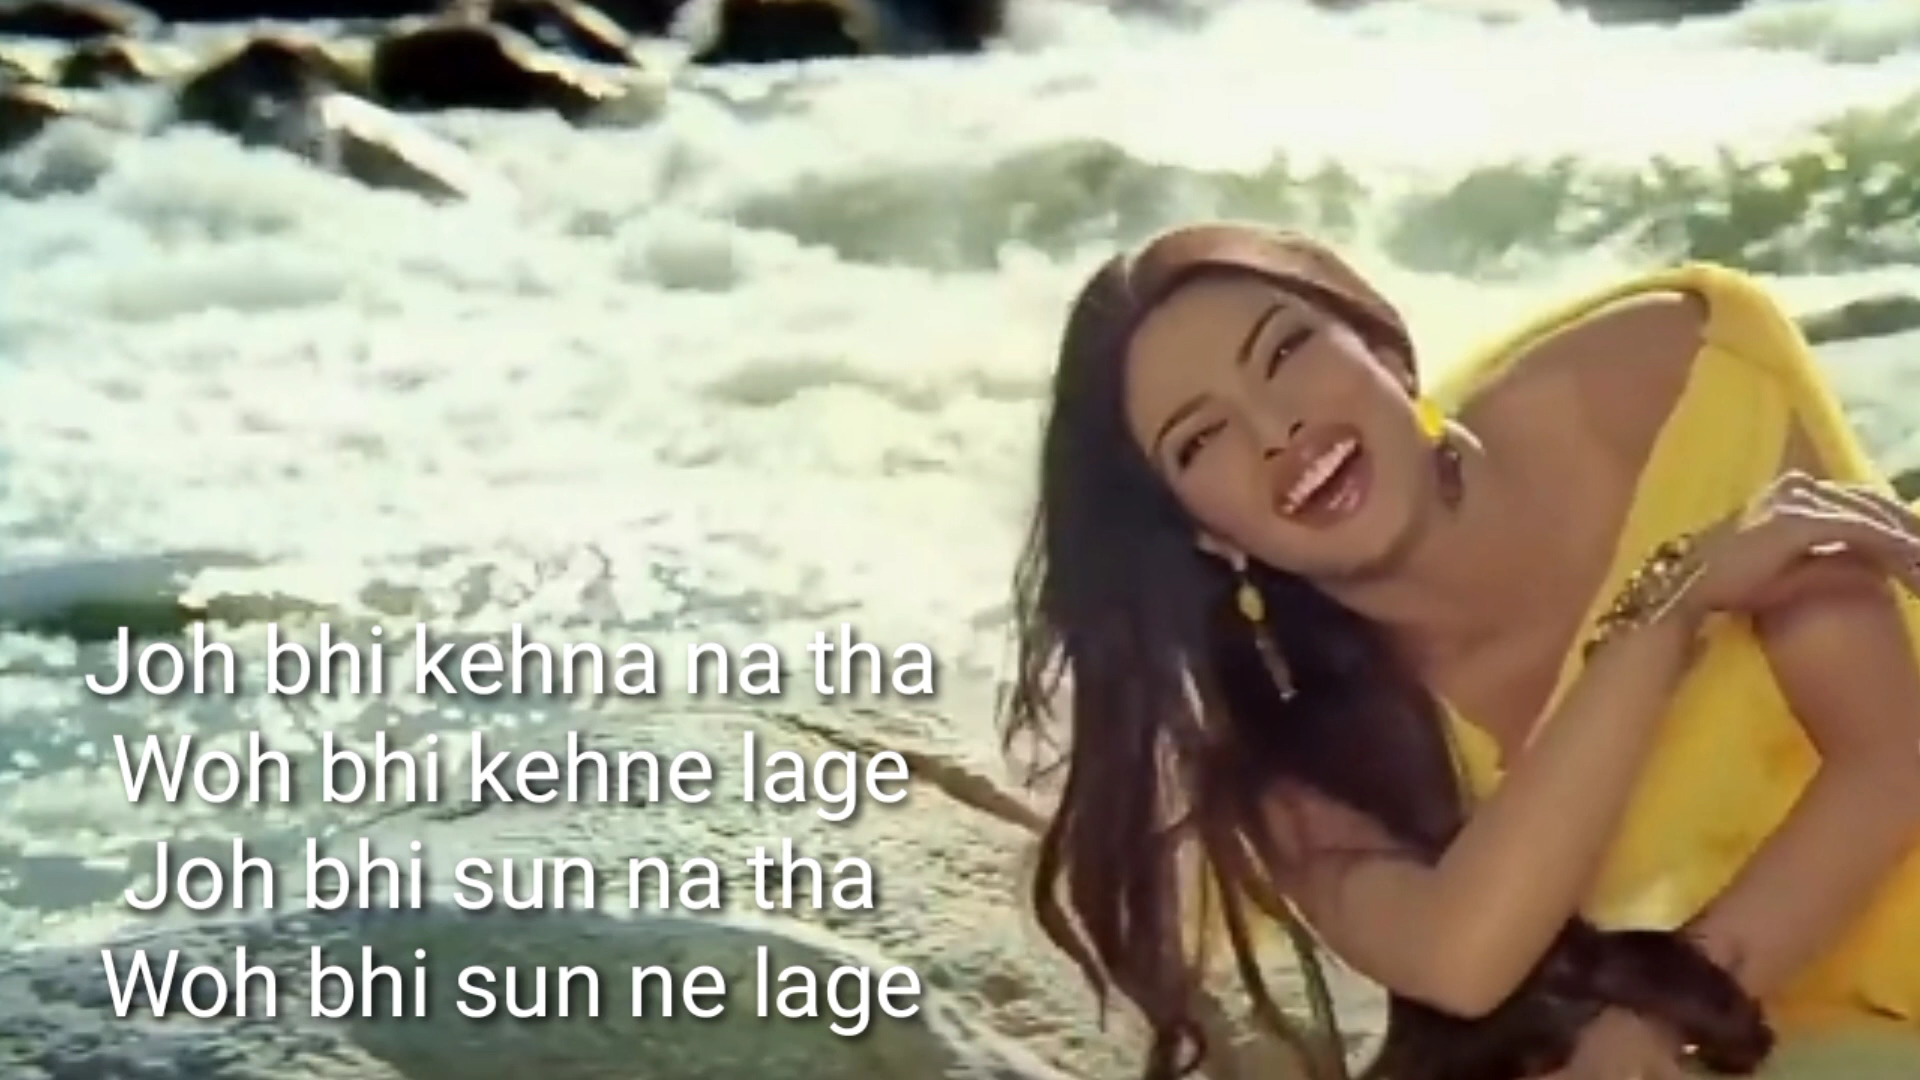 Joh bhi kehna na tha
Woh bhi kehne lage
Joh bhi sun na tha
Woh bhi sun ne lage